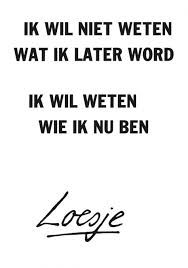 IK WIL NIET WETEN
WAT IK LATER WORD
IK WIL WETEN
WIE IK NU BEN
Loesje